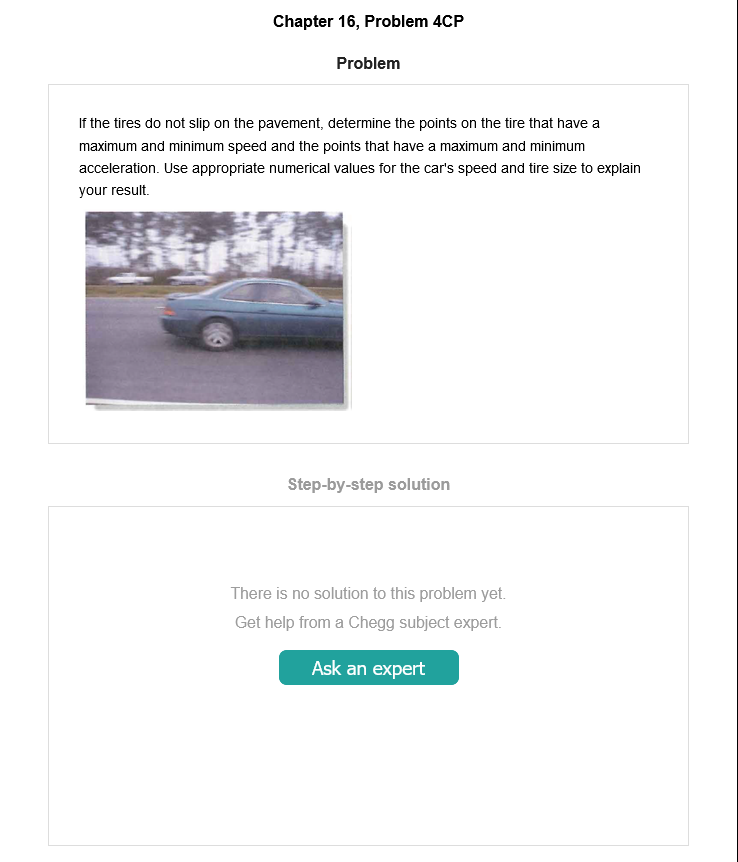 Chapter 16, Problem 4CP
Problem
If the tires do not slip on the pavement, determine the points on the tire that have a
maximum and minimum speed and the points that have a maximum and minimum
acceleration. Use appropriate numerical values for the car's speed and tire size to explain
your result.
Step-by-step solution
There is no solution to this problem yet.
Get help from a Chegg subject expert.
Ask an expert